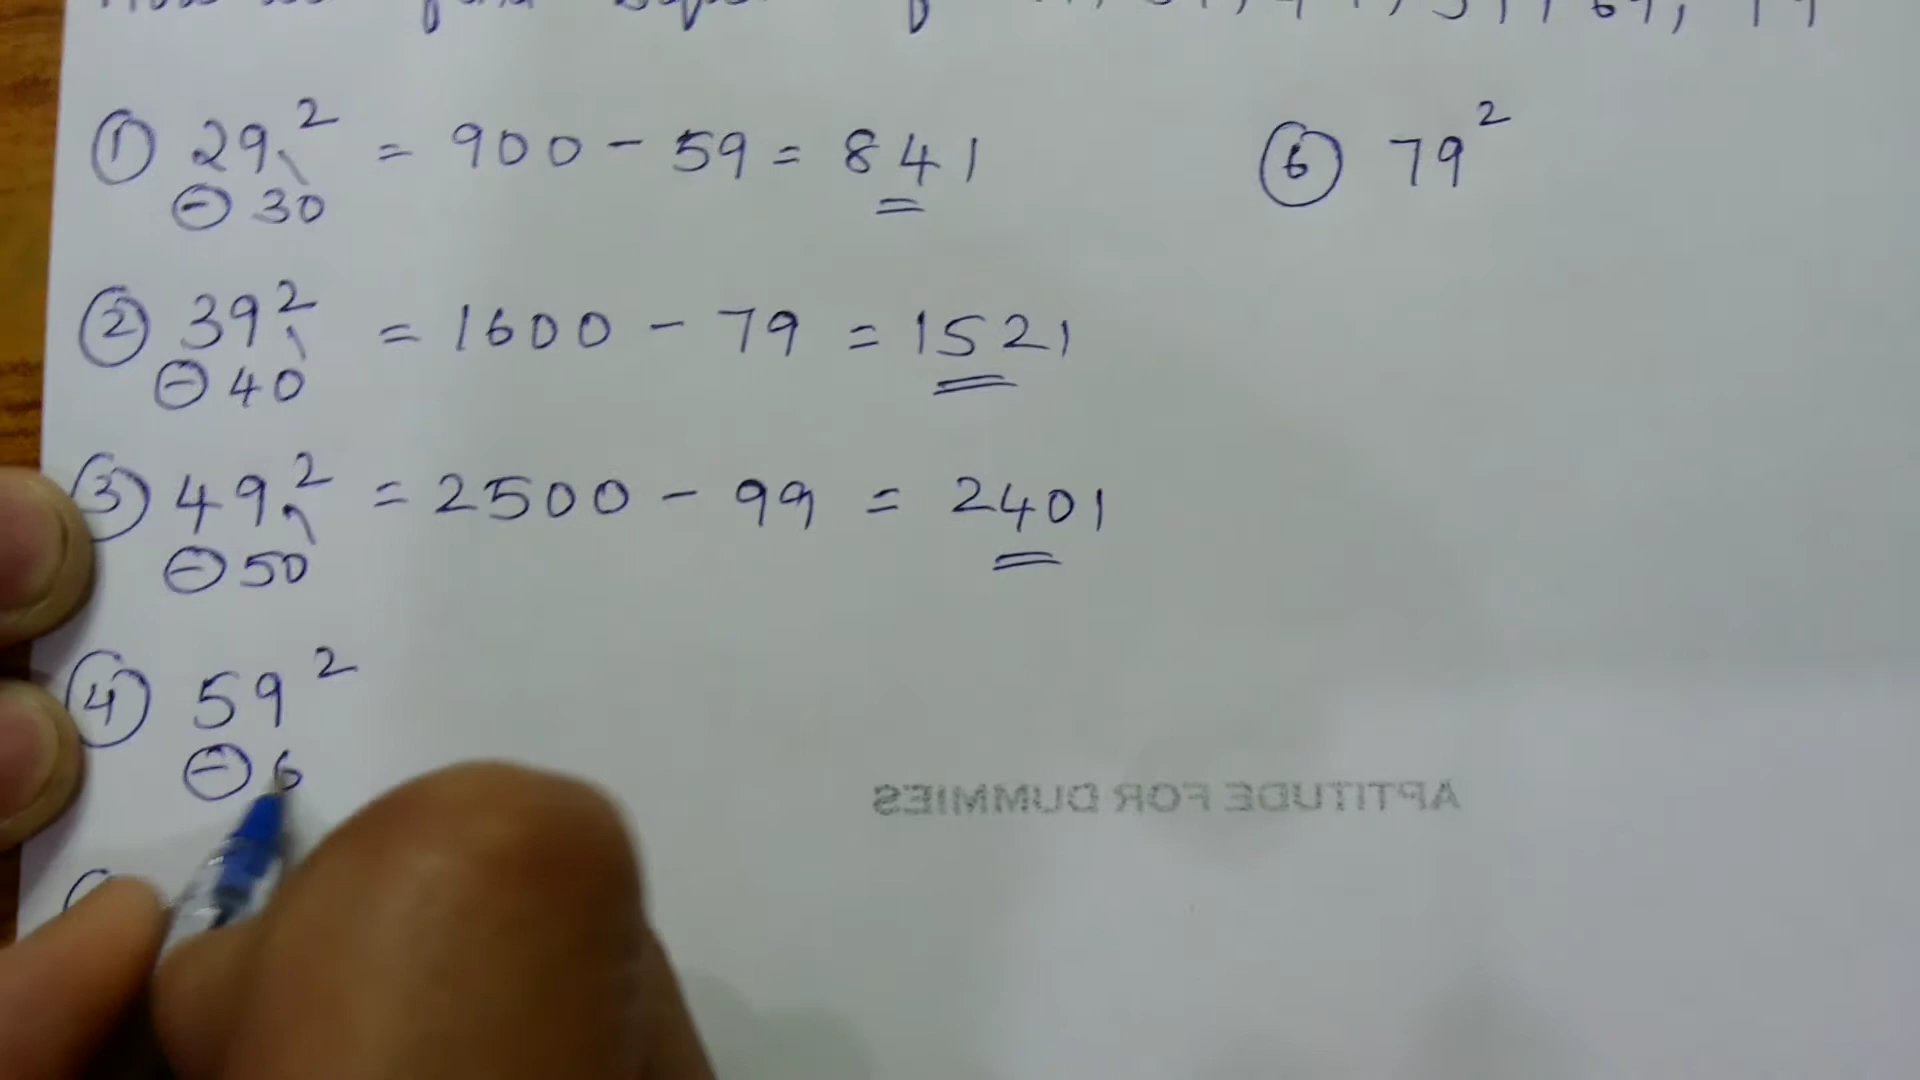 ① 29² = 900 - 59 = 841
⊖ 30
② 39² = 1600 - 79 = 1521
⊖ 40
③ 49² = 2500 - 99 = 2401
⊖ 50
④ 59²
⊖ 6
⑥ 79²
APTITUDE FOR DUMMIES